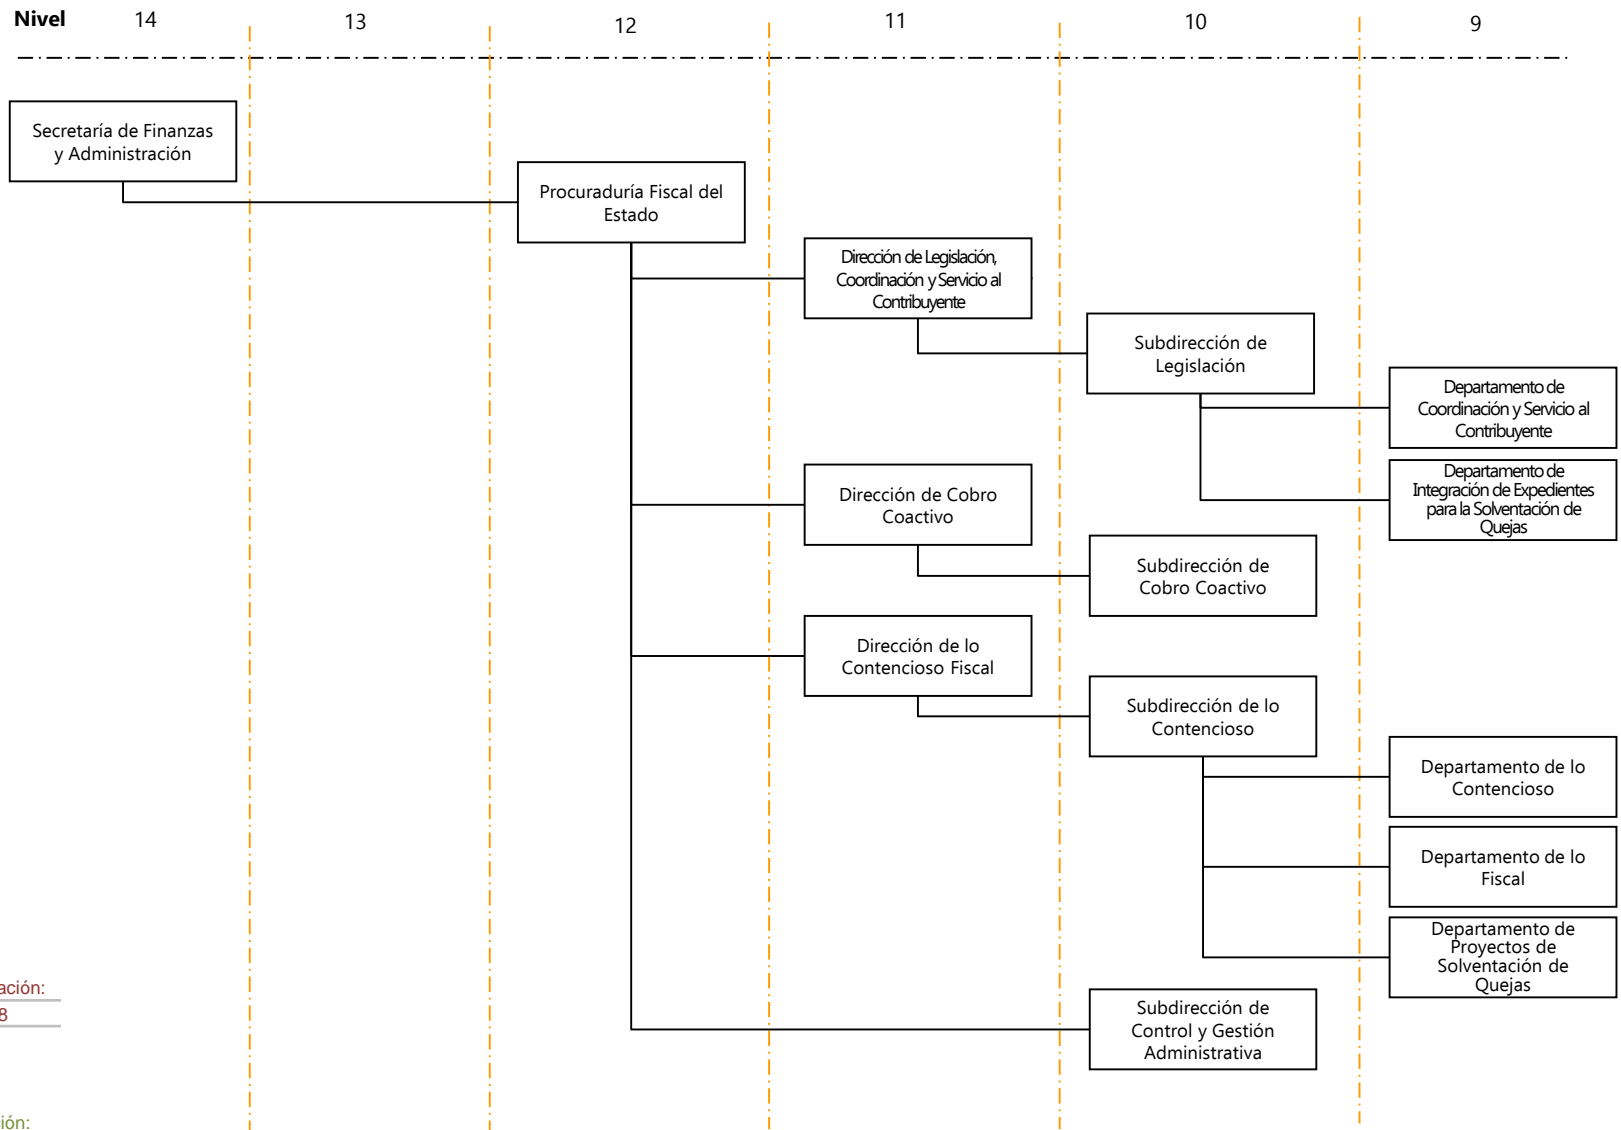 Nivel 14 13 12 11 10 9
Secretaría de Finanzas
y Administración
Procuraduría Fiscal del
Estado
Dirección de Legislación,
Coordinación y Servicio al
Contribuyente
Subdirección de
Legislación
Departamento de
Coordinación y Servicio al
Contribuyente
Departamento de
Integración de Expedientes
para la Solventación de
Quejas
Dirección de Cobro
Coactivo
Subdirección de
Cobro Coactivo
Dirección de lo
Contencioso Fiscal
Subdirección de lo
Contencioso
Departamento de lo
Contencioso
Departamento de lo
Fiscal
Departamento de
Proyectos de
Solventación de
Quejas
Subdirección de
Control y Gestión
Administrativa
ación:
8
ción: